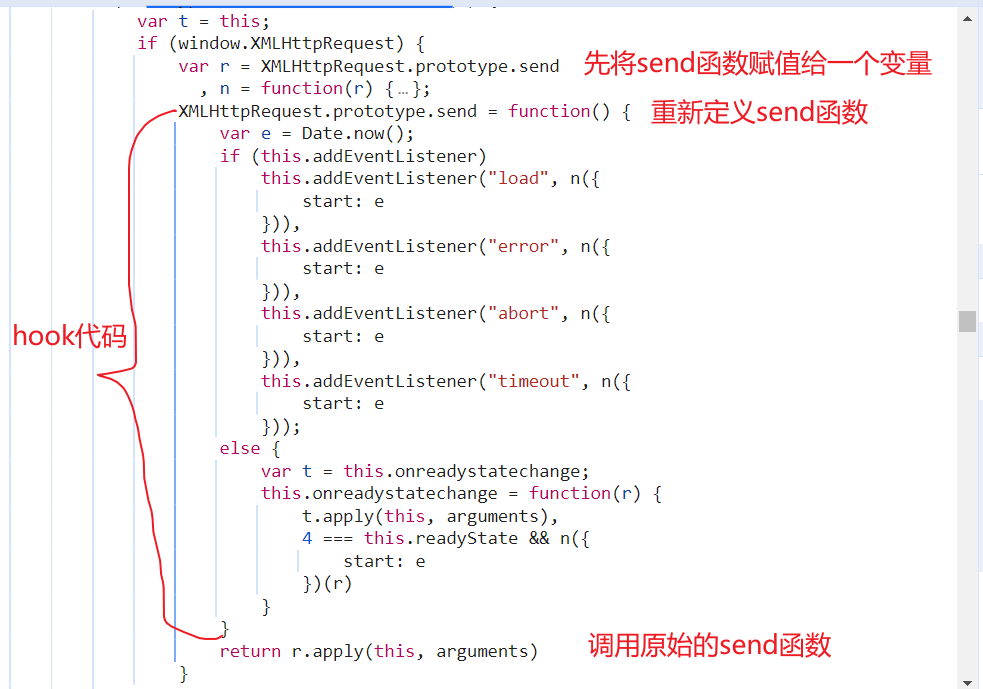 var t = this;
if (window.XMLHttpRequest) {
var r = XMLHttpRequest.prototype.send 先将send函数赋值给一个变量
, n = function(r) {…};
XMLHttpRequest.prototype.send = function() { 重新定义send函数
var e = Date.now();
if (this.addEventListener)
this.addEventListener("load", n({
start: e
})),
this.addEventListener("error", n({
start: e
})),
this.addEventListener("abort", n({
start: e
hook代码
})),
this.addEventListener("timeout", n({
start: e
}));
else {
var t = this.onreadystatechange;
this.onreadystatechange = function(r) {
t.apply(this, arguments),
4 === this.readyState && n({
start: e
})(r)
}
}
return r.apply(this, arguments) 调用原始的send函数
}